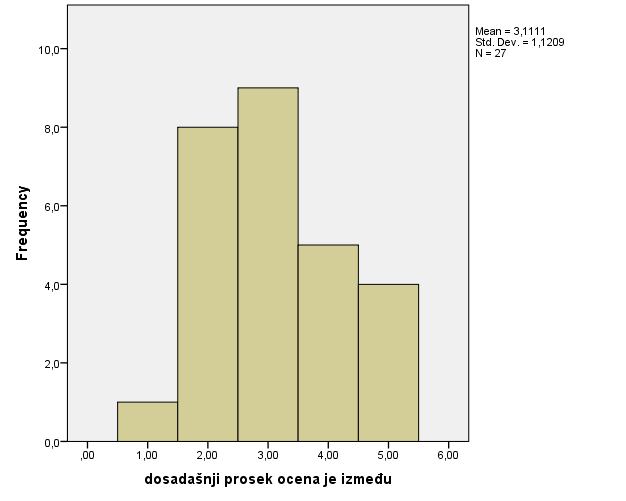 Mean = 3,1111
Std. Dev. = 1,1209
N = 27
10,0
8,0
6,0
4,0
2,0
0,0
Frequency
,00 1,00 2,00 3,00 4,00 5,00 6,00
dosadašnji prosek ocena je između